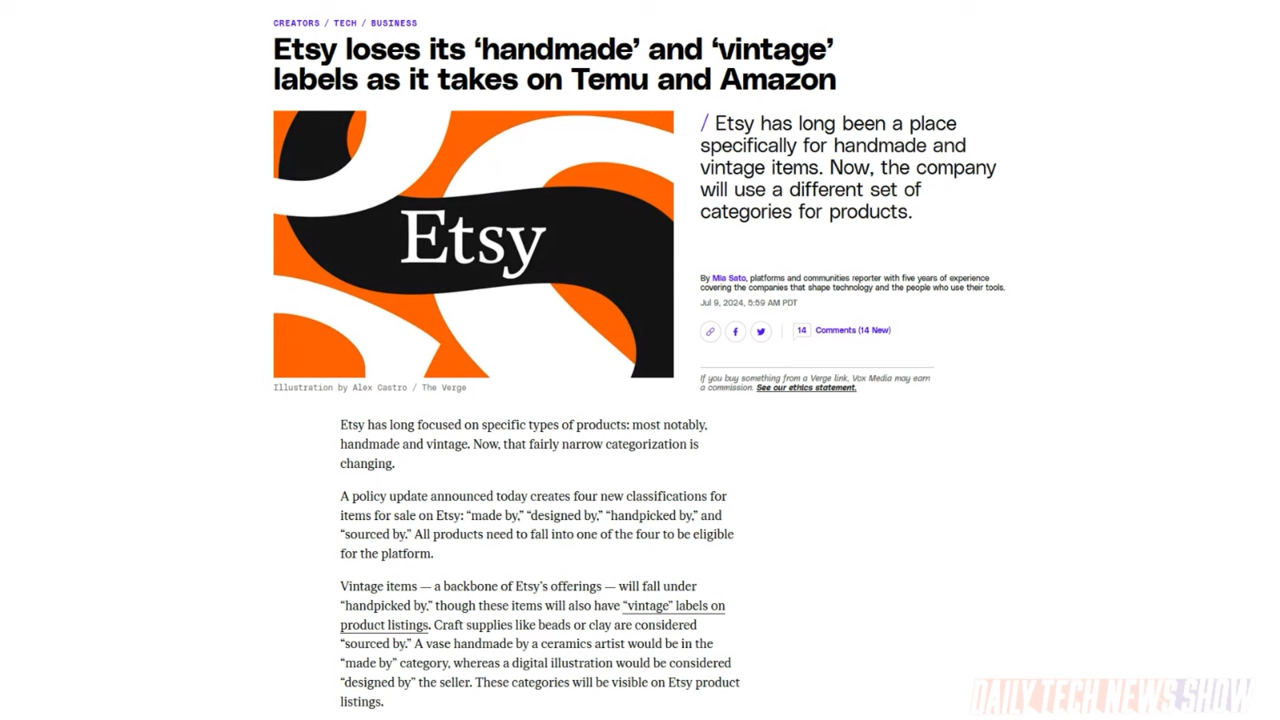 CREATORS / TECH / BUSINESS
Etsy loses its ‘handmade’ and ‘vintage’
labels as it takes on Temu and Amazon
Etsy
Illustration by Alex Castro / The Verge
/ Etsy has long been a place
specifically for handmade and
vintage items. Now, the company
will use a different set of
categories for products.
By Mia Sato, platforms and communities reporter with five years of experience
covering the companies that shape technology and the people who use their tools.
Jul 9, 2024, 5:59 AM PDT
14 Comments (14 New)
If you buy something from a Verge link, Vox Media may earn
a commission. See our ethics statement.
Etsy has long focused on specific types of products: most notably,
handmade and vintage. Now, that fairly narrow categorization is
changing.
A policy update announced today creates four new classifications for
items for sale on Etsy: “made by,” “designed by,” “handpicked by,” and
“sourced by.” All products need to fall into one of the four to be eligible
for the platform.
Vintage items — a backbone of Etsy’s offerings — will fall under
“handpicked by,” though these items will also have “vintage” labels on
product listings. Craft supplies like beads or clay are considered
“sourced by.” A vase handmade by a ceramics artist would be in the
“made by” category, whereas a digital illustration would be considered
“designed by” the seller. These categories will be visible on Etsy product
listings.
DAILY TECH NEWS SHOW